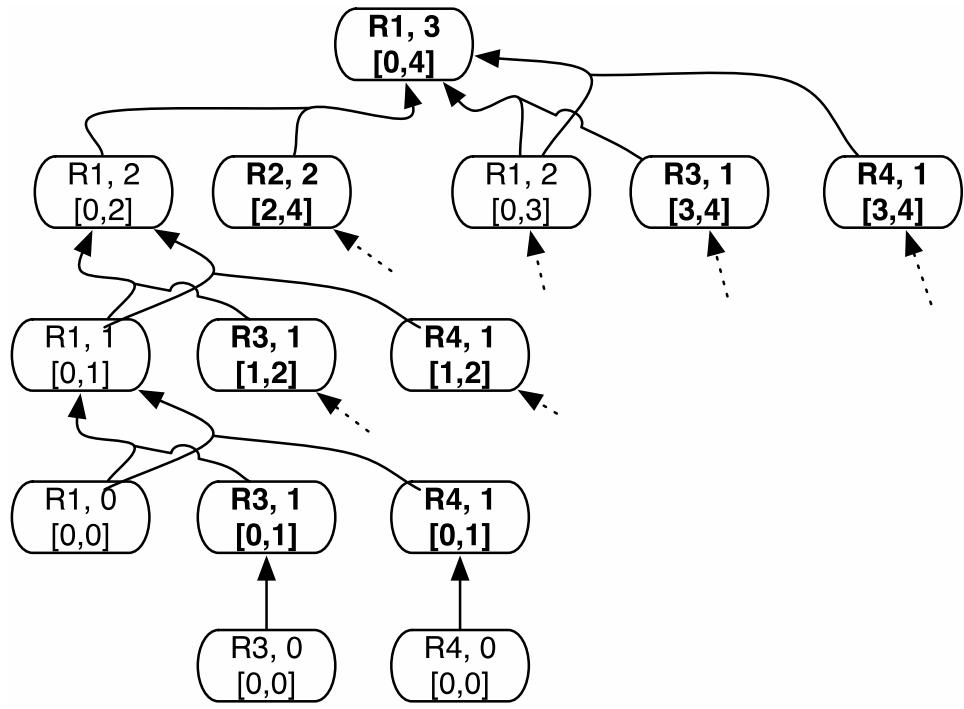 R1, 3
[0,4]
R1, 2
[0,2]
R2, 2
[2,4]
R1, 2
[0,3]
R3, 1
[3,4]
R4, 1
[3,4]
R1, 1
[0,1]
R3, 1
[1,2]
R4, 1
[1,2]
R1, 0
[0,0]
R3, 1
[0,1]
R4, 1
[0,1]
R3, 0
[0,0]
R4, 0
[0,0]